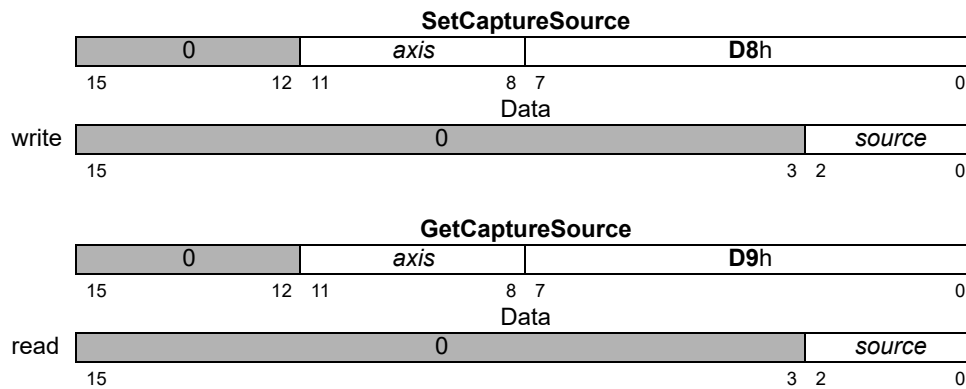 SetCaptureSource
0 axis D8h
15 12 11 8 7 0
Data
write 0 source
15 3 2 0
GetCaptureSource
0 axis D9h
15 12 11 8 7 0
Data
read 0 source
15 3 2 0